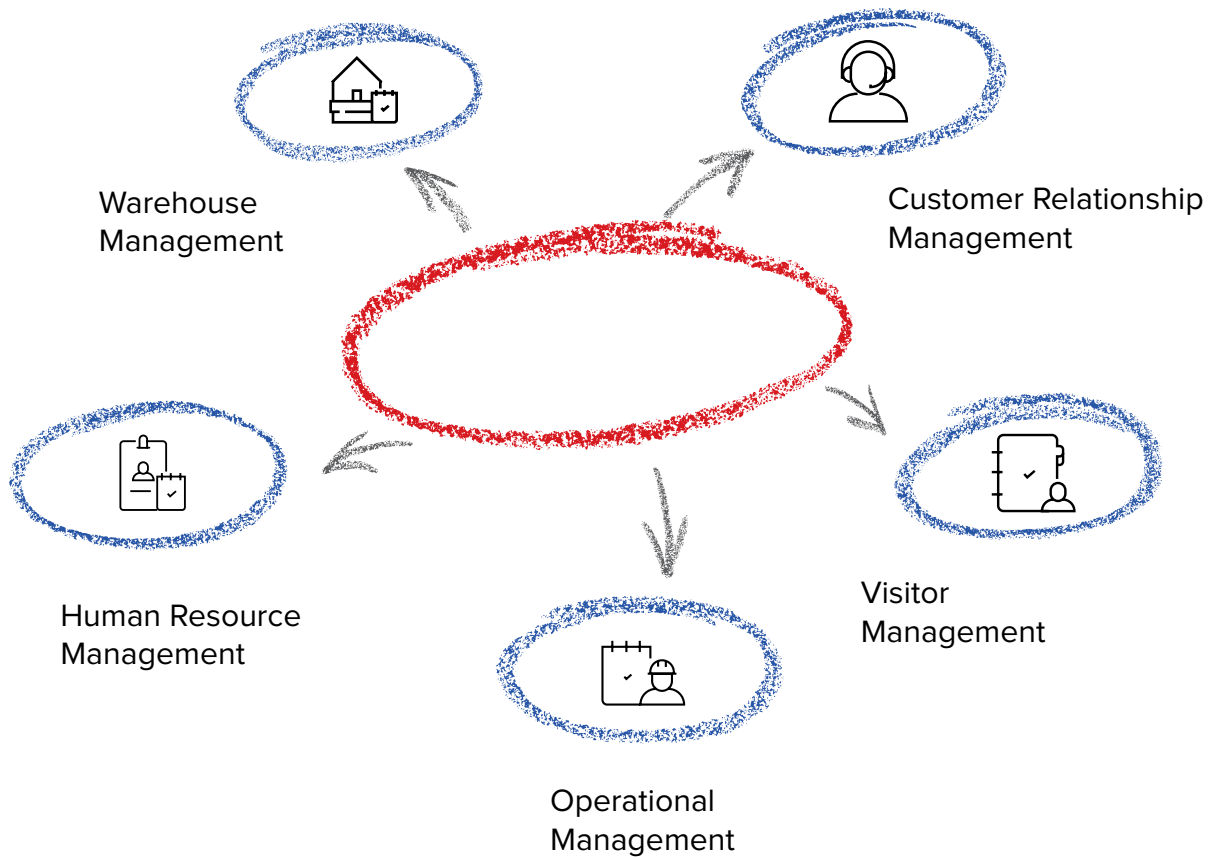 Warehouse
Management
Customer Relationship
Management
Human Resource
Management
Visitor
Management
Operational
Management